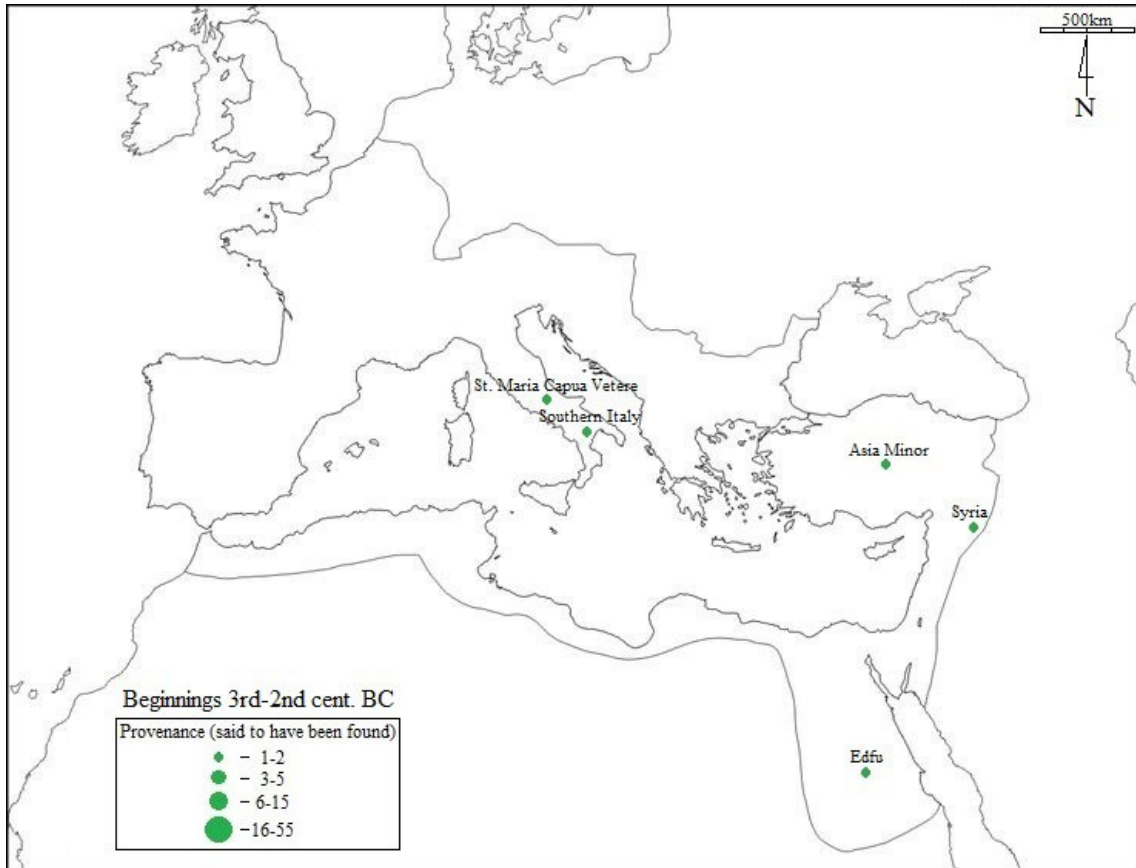 500km
N
St. Maria Capua Vetere
Southern Italy
Asia Minor
Syria
Edfu
Beginnings 3rd-2nd cent. BC
Provenance (said to have been found)
– 1-2
– 3-5
– 6-15
–16-55